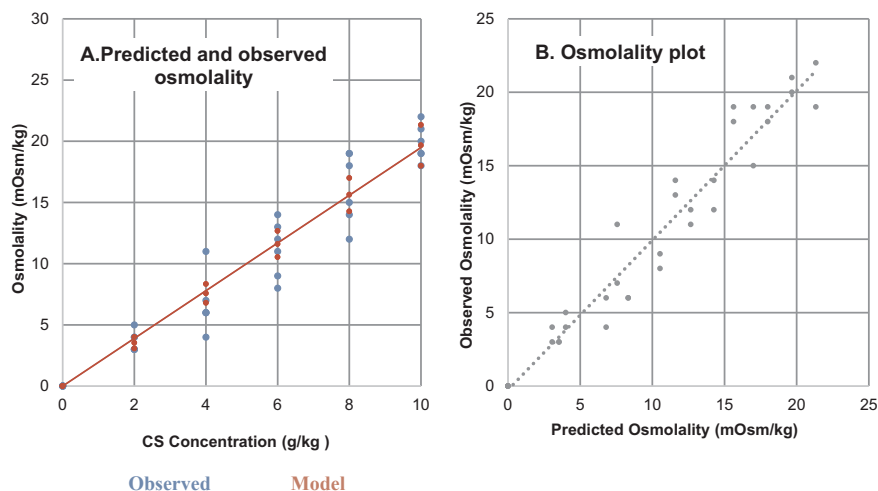 A.Predicted and observed
osmolality
Osmolality (mOsm/kg)
30
25
20
15
10
5
0
0 2 4 6 8 10
CS Concentration (g/kg )
Observed Model
B. Osmolality plot
Observed Osmolality (mOsm/kg)
25
20
15
10
5
0
0 5 10 15 20 25
Predicted Osmolality (mOsm/kg)